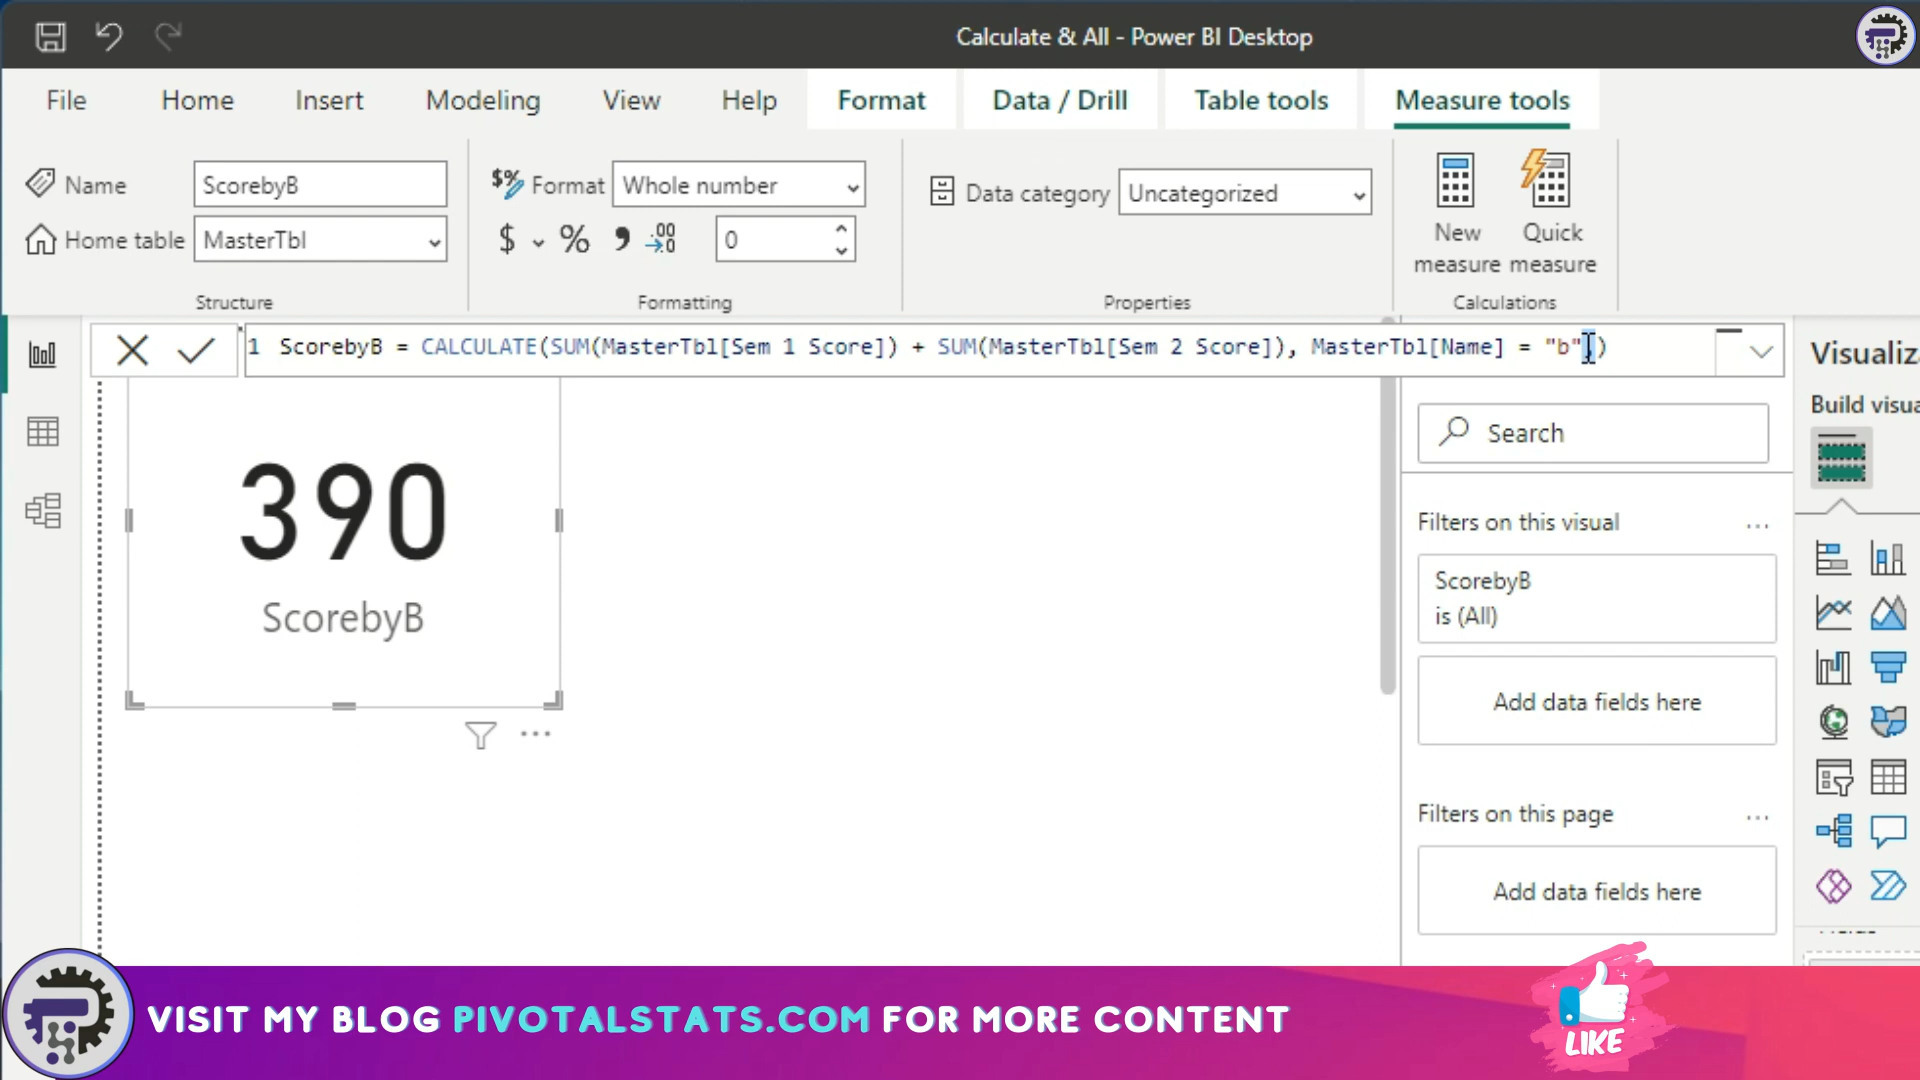 Calculate & All - Power BI Desktop
File Home Insert Modeling View Help Format Data / Drill Table tools Measure tools
Name ScorebyB
Home table MasterTbl
Structure
$% Format Whole number
$ % 9 .00 →.0 0
Formatting
Data category Uncategorized
Properties
New measure
Quick measure
Calculations
1 ScorebyB = CALCULATE(SUM(MasterTbl[Sem 1 Score]) + SUM(MasterTbl[Sem 2 Score]), MasterTbl[Name] = "b",)
390
ScorebyB
Search
Filters on this visual ...
ScorebyB
is (All)
Add data fields here
Filters on this page ...
Add data fields here
Visualiza
Build visua
VISIT MY BLOG PIVOTALSTATS.COM FOR MORE CONTENT
LIKE